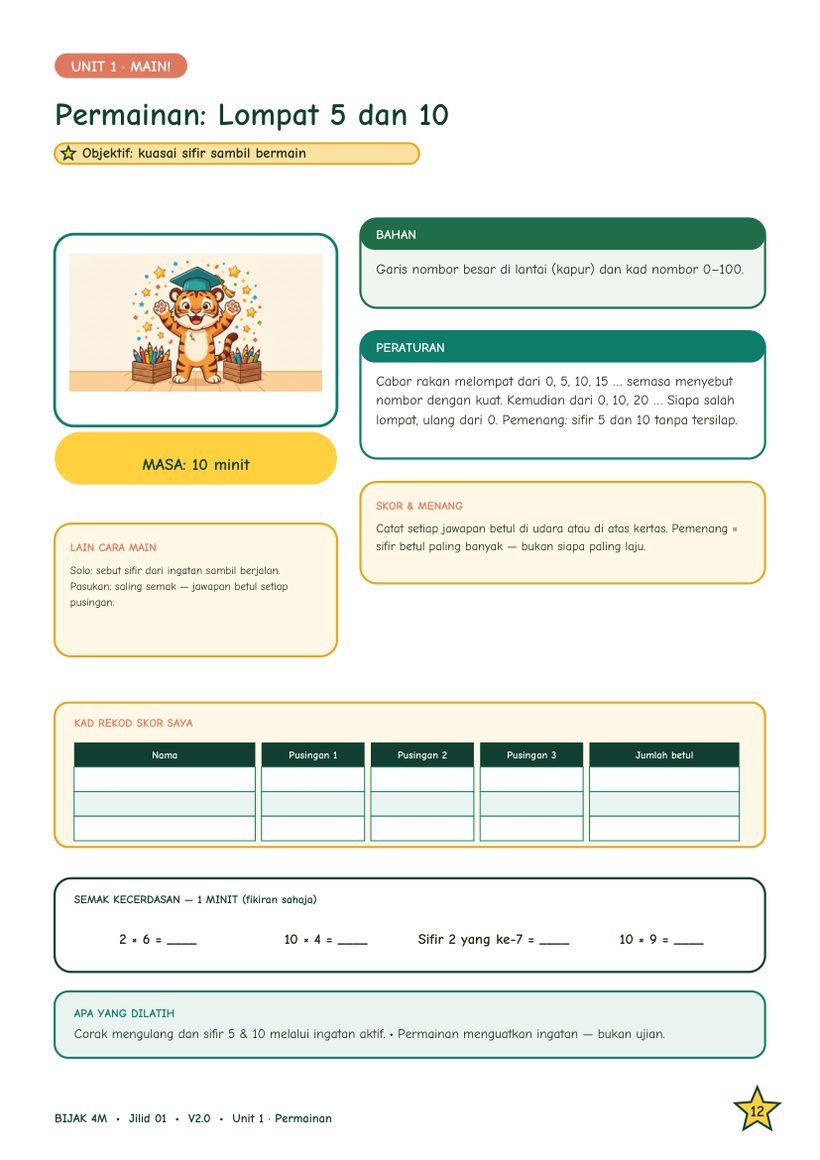 UNIT 1 · MAIN!
Permainan: Lompat 5 dan 10
Objektif: kuasai sifir sambil bermain
BAHAN
Garis nombor besar di lantai (kapur) dan kad nombor 0–100.
PERATURAN
Cabar rakan melompat dari 0, 5, 10, 15 ... semasa menyebut
nombor dengan kuat. Kemudian dari 0, 10, 20 ... Siapa salah
lompat, ulang dari 0. Pemenang: sifir 5 dan 10 tanpa tersilap.
MASA: 10 minit
SKOR & MENANG
Catat setiap jawapan betul di udara atau di atas kertas. Pemenang =
sifir betul paling banyak — bukan siapa paling laju.
LAIN CARA MAIN
Solo: sebut sifir dari ingatan sambil berjalan.
Pasukan: saling semak — jawapan betul setiap
pusingan.
KAD REKOD SKOR SAYA
Nama Pusingan 1 Pusingan 2 Pusingan 3 Jumlah betul
SEMAK KECERDASAN — 1 MINIT (fikiran sahaja)
2 × 6 = ____ 10 × 4 = ____ Sifir 2 yang ke-7 = ____ 10 × 9 = ____
APA YANG DILATIH
Corak mengulang dan sifir 5 & 10 melalui ingatan aktif. • Permainan menguatkan ingatan — bukan ujian.
BIJAK 4M • Jilid 01 • V2.0 • Unit 1 · Permainan
12